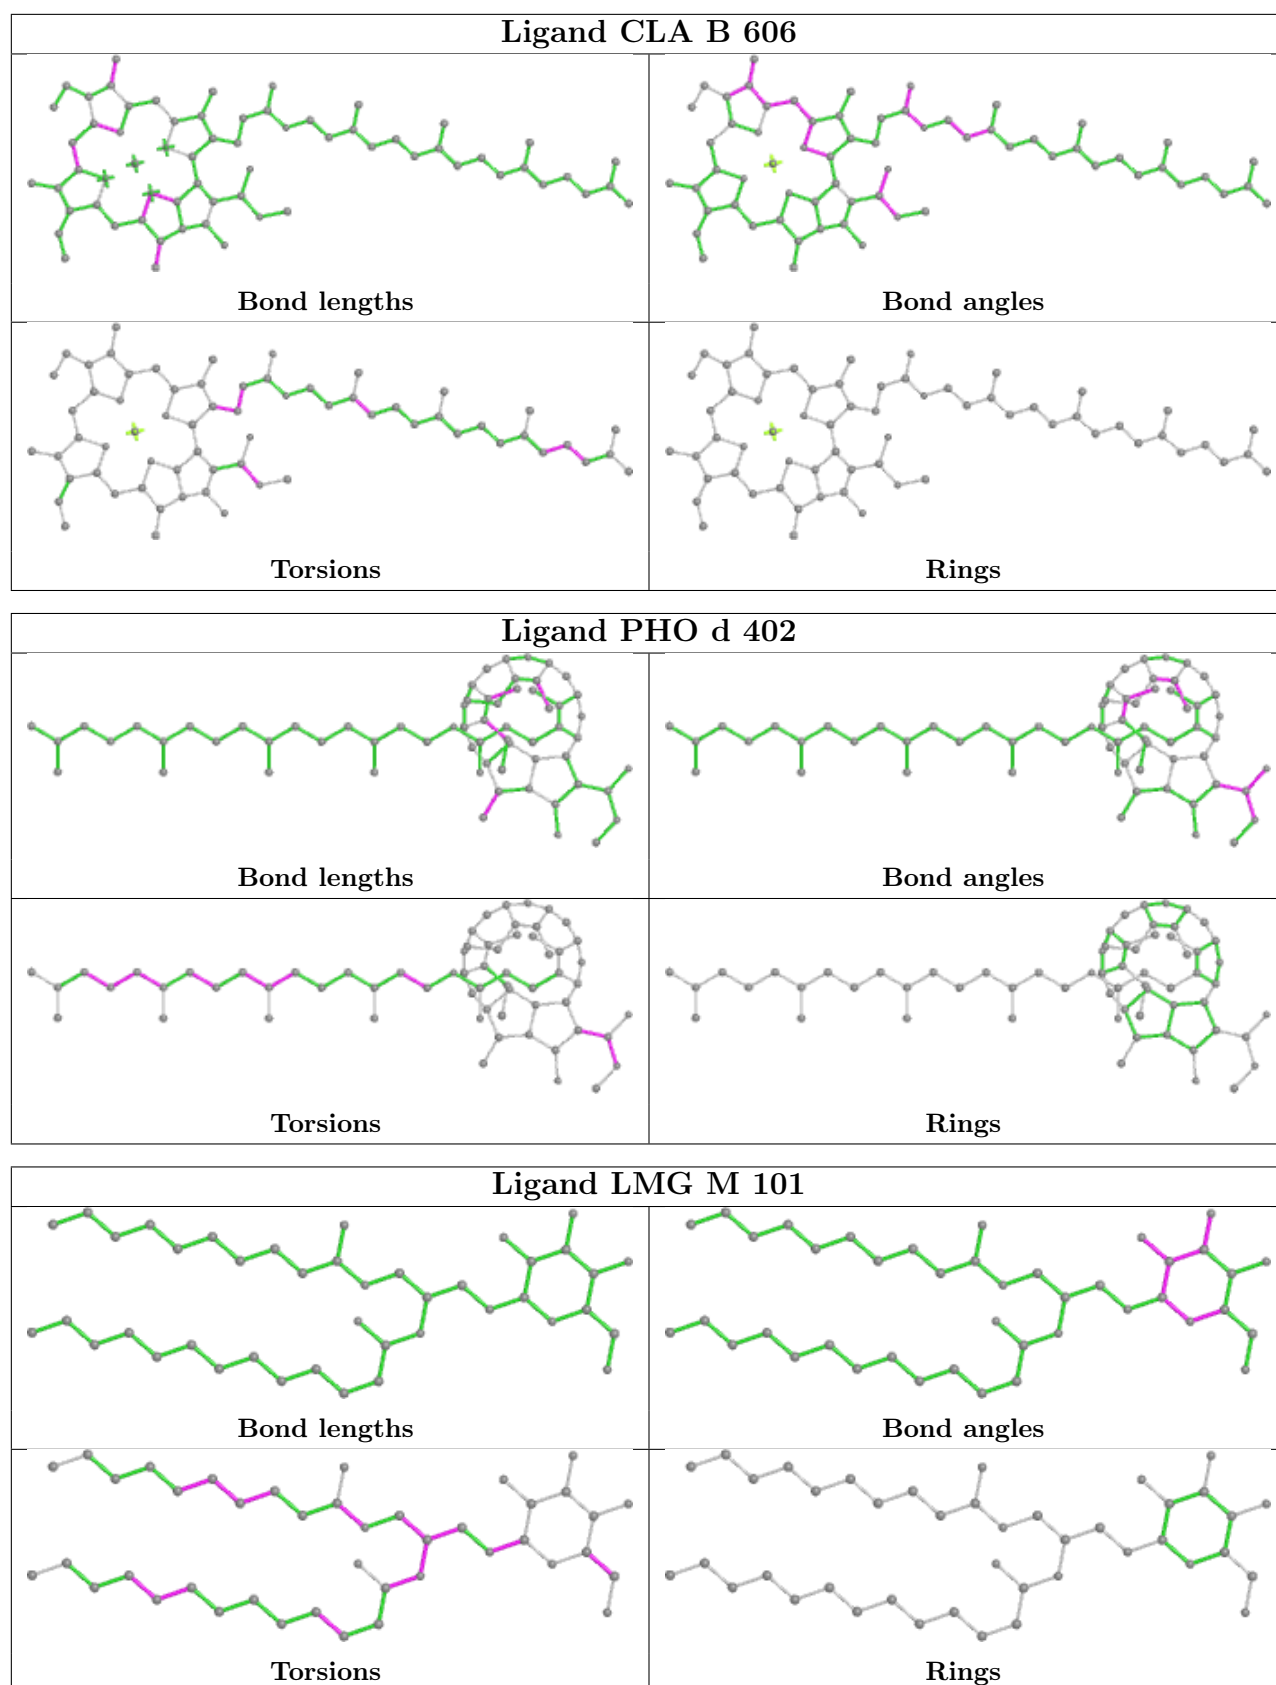 Ligand CLA B 606
Bond lengths
Bond angles
Torsions
Rings
Ligand PHO d 402
Bond lengths
Bond angles
Torsions
Rings
Ligand LMG M 101
Bond lengths
Bond angles
Torsions
Rings